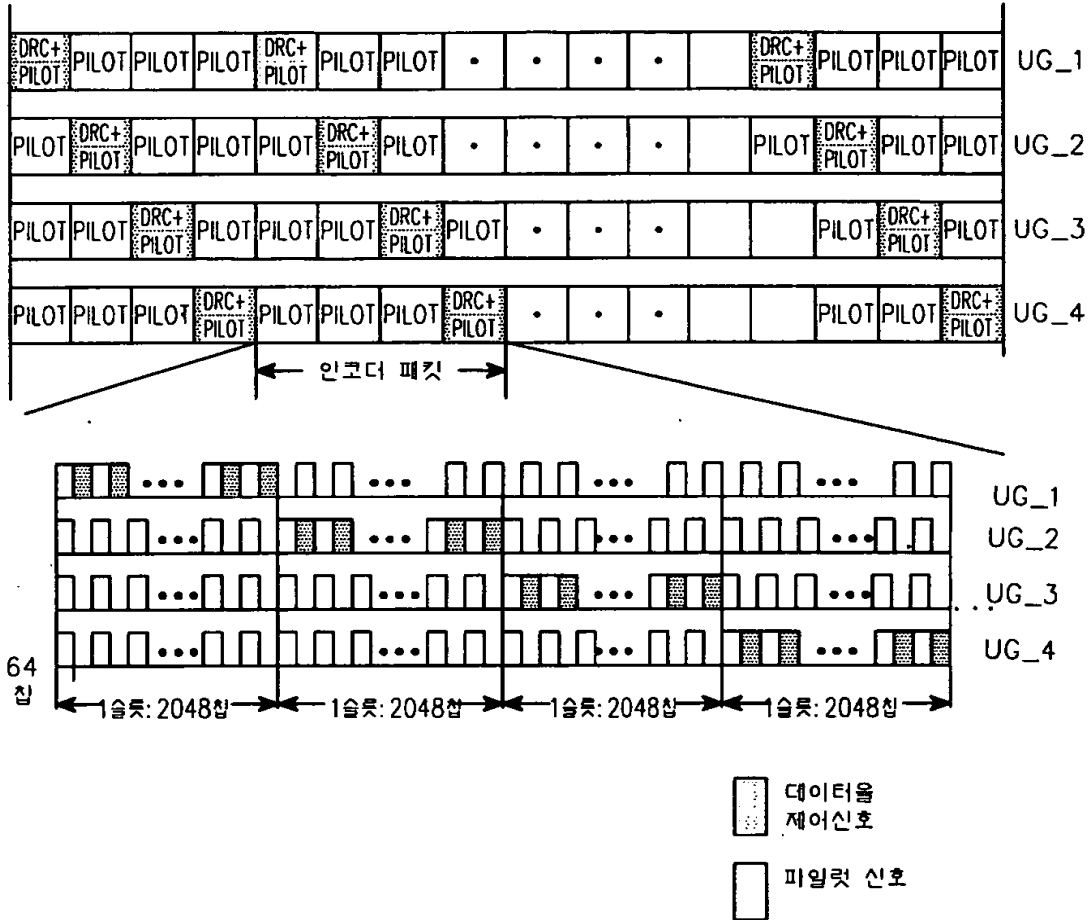 DRC+ PILOT PILOT PILOT PILOT DRC+ PILOT PILOT PILOT • • • • DRC+ PILOT PILOT PILOT PILOT UG_1
PILOT DRC+ PILOT PILOT PILOT PILOT DRC+ PILOT PILOT • • • • PILOT DRC+ PILOT PILOT PILOT UG_2
PILOT PILOT DRC+ PILOT PILOT PILOT PILOT DRC+ PILOT PILOT • • • PILOT DRC+ PILOT PILOT UG_3
PILOT PILOT PILOT DRC+ PILOT PILOT PILOT PILOT DRC+ PILOT • • • PILOT PILOT DRC+ PILOT UG_4
인코더 패킷
••• ••• ••• ••• UG_1
••• ••• ••• ••• UG_2
••• ••• ••• ••• ... UG_3
••• ••• ••• ••• UG_4
64
칩
1슬롯: 2048칩 1슬롯: 2048칩 1슬롯: 2048칩 1슬롯: 2048칩
데이터율
제어신호
파일럿 신호